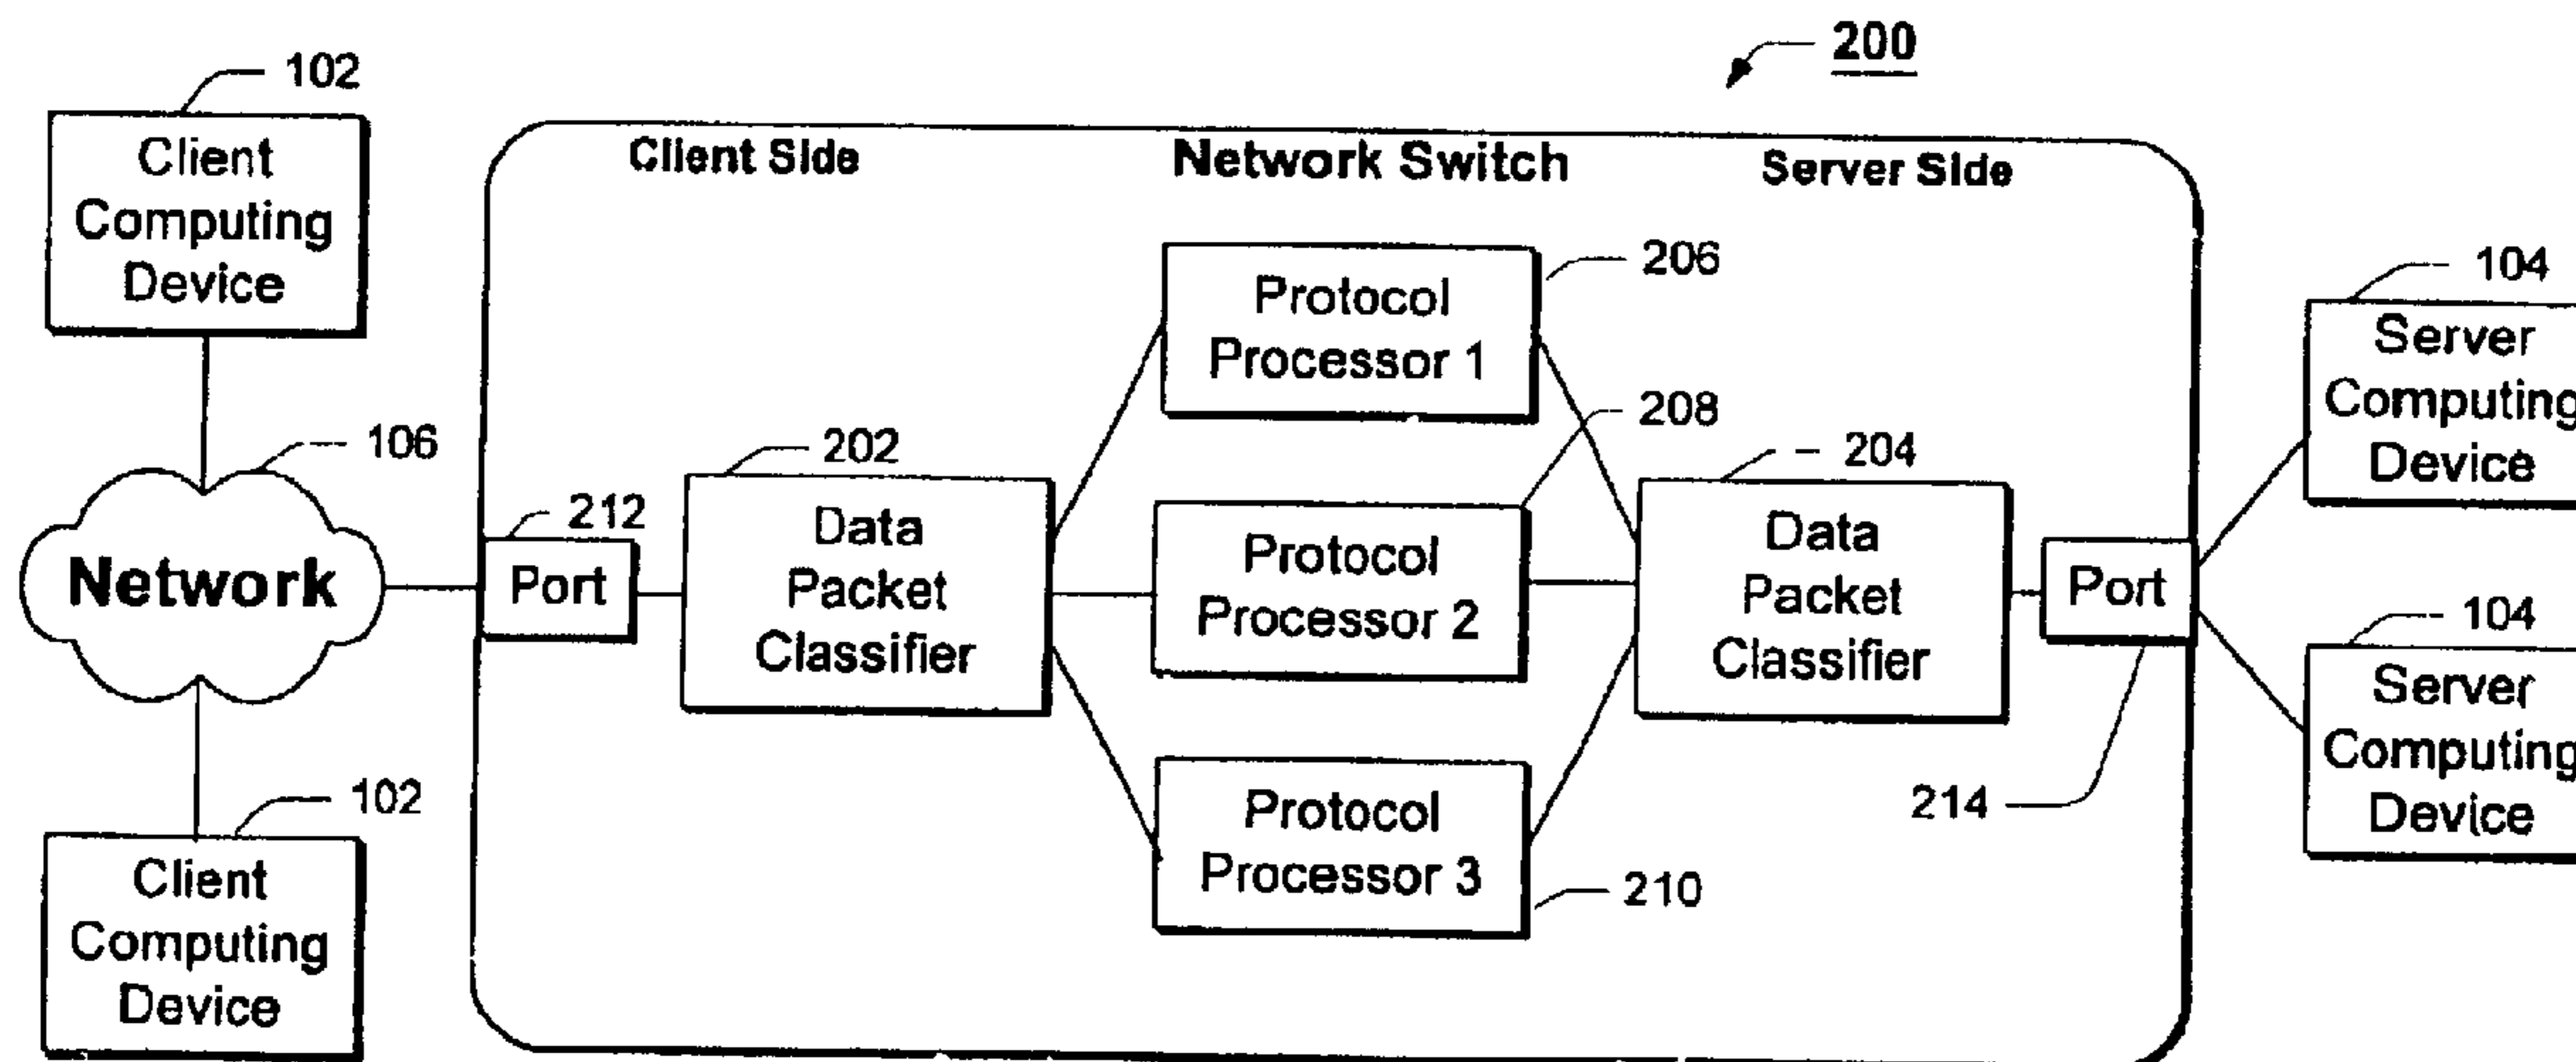 200
102
Client
Computing
Device
Client Side
Network Switch
Server Side
206
Protocol
Processor 1
104
Server
Computing
Device
106
Network
212
Port
202
Data
Packet
Classifier
208
Protocol
Processor 2
204
Data
Packet
Classifier
Port
214
104
Server
Computing
Device
102
Client
Computing
Device
Protocol
Processor 3
210